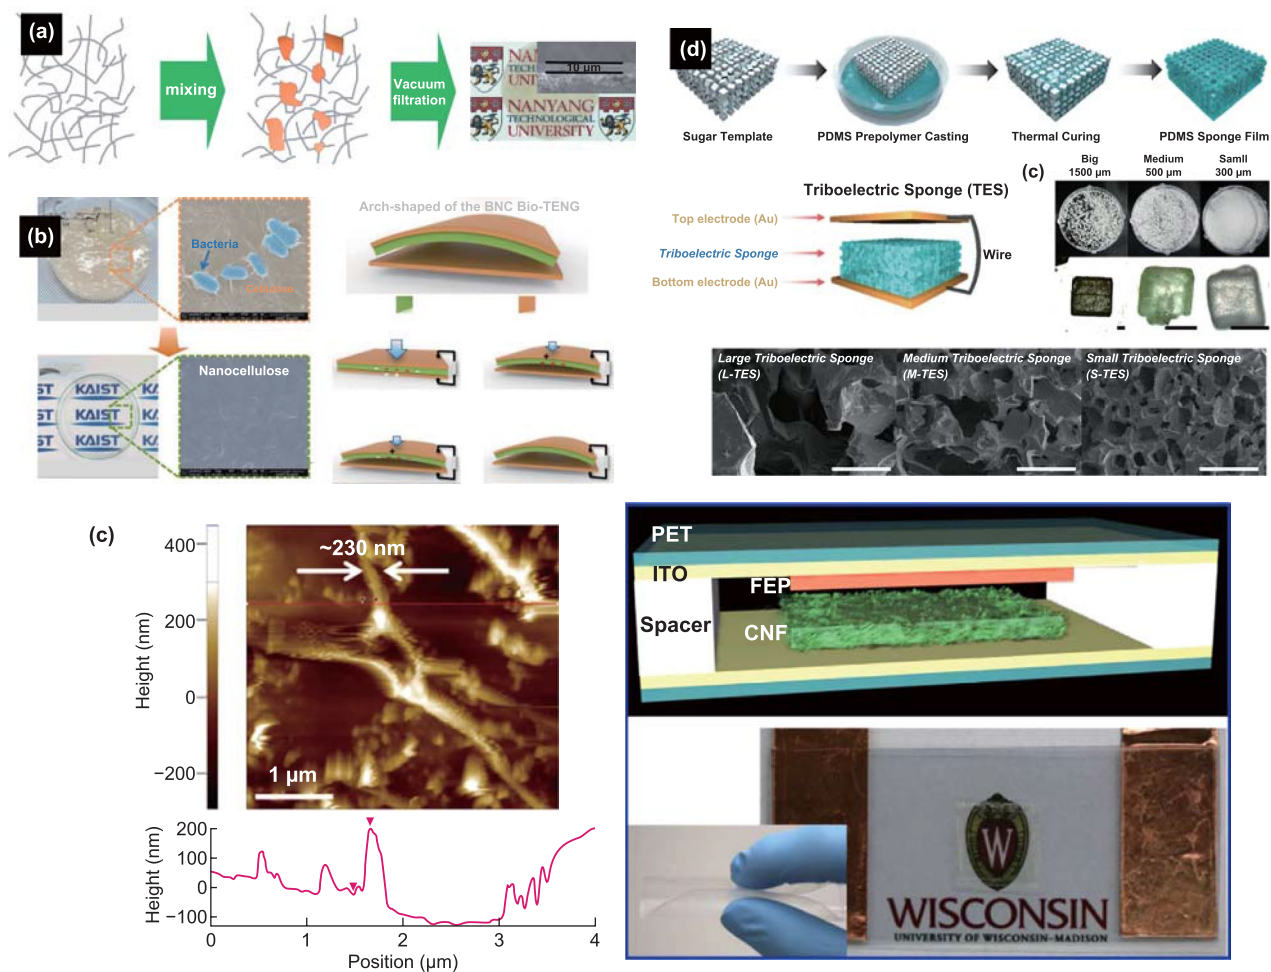 (a)
mixing
Vacuum
filtration
10 μm
NANYANG
TECHNOLOGICAL
UNIVERSITY
(b)
Bacteria
Nanocellulose
KAIST
KAIST
KAIST
Arch-shaped of the BNC Bio-TENG
(d)
Sugar Template
PDMS Prepolymer Casting
Thermal Curing
PDMS Sponge Film
Triboelectric Sponge (TES)
Top electrode (Au)
Triboelectric Sponge
Bottom electrode (Au)
Wire
(c)
Big
1500 μm
Medium
500 μm
Samll
300 μm
Large Triboelectric Sponge
(L-TES)
Medium Triboelectric Sponge
(M-TES)
Small Triboelectric Sponge
(S-TES)
(c)
Height (nm)
400
200
0
−200
~230 nm
1 μm
Height (nm)
200
100
0
−100
0 1 2 3 4
Position (μm)
PET
ITO
FEP
Spacer
CNF
W
WISCONSIN
UNIVERSITY OF WISCONSIN–MADISON